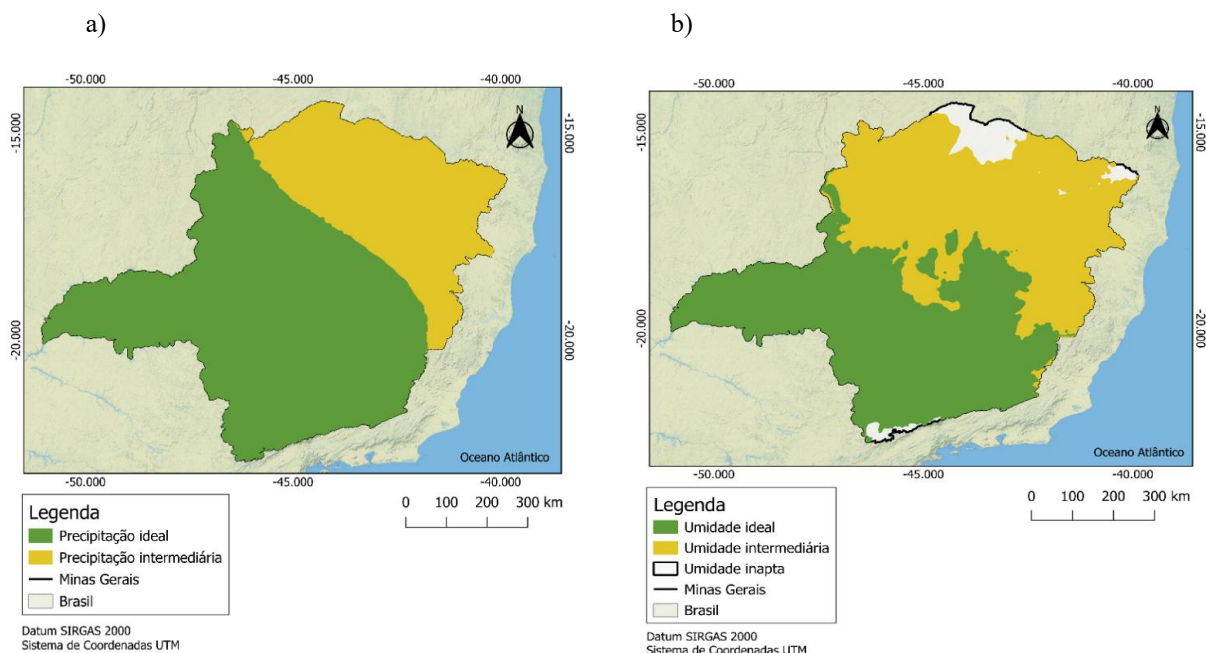 a)
-50.000
-45.000
-40.000
N
-15.000
-15.000
-20.000
-20.000
Oceano Atlântico
-50.000
-45.000
-40.000
Legenda
Precipitação ideal
Precipitação intermediária
Minas Gerais
Brasil
0 100 200 300 km
Datum SIRGAS 2000
Sistema de Coordenadas UTM
b)
-50.000
-45.000
-40.000
N
-15.000
-15.000
-20.000
-20.000
Oceano Atlântico
-50.000
-45.000
-40.000
Legenda
Umidade ideal
Umidade intermediária
Umidade inapta
Minas Gerais
Brasil
0 100 200 300 km
Datum SIRGAS 2000
Sistema de Coordenadas UTM